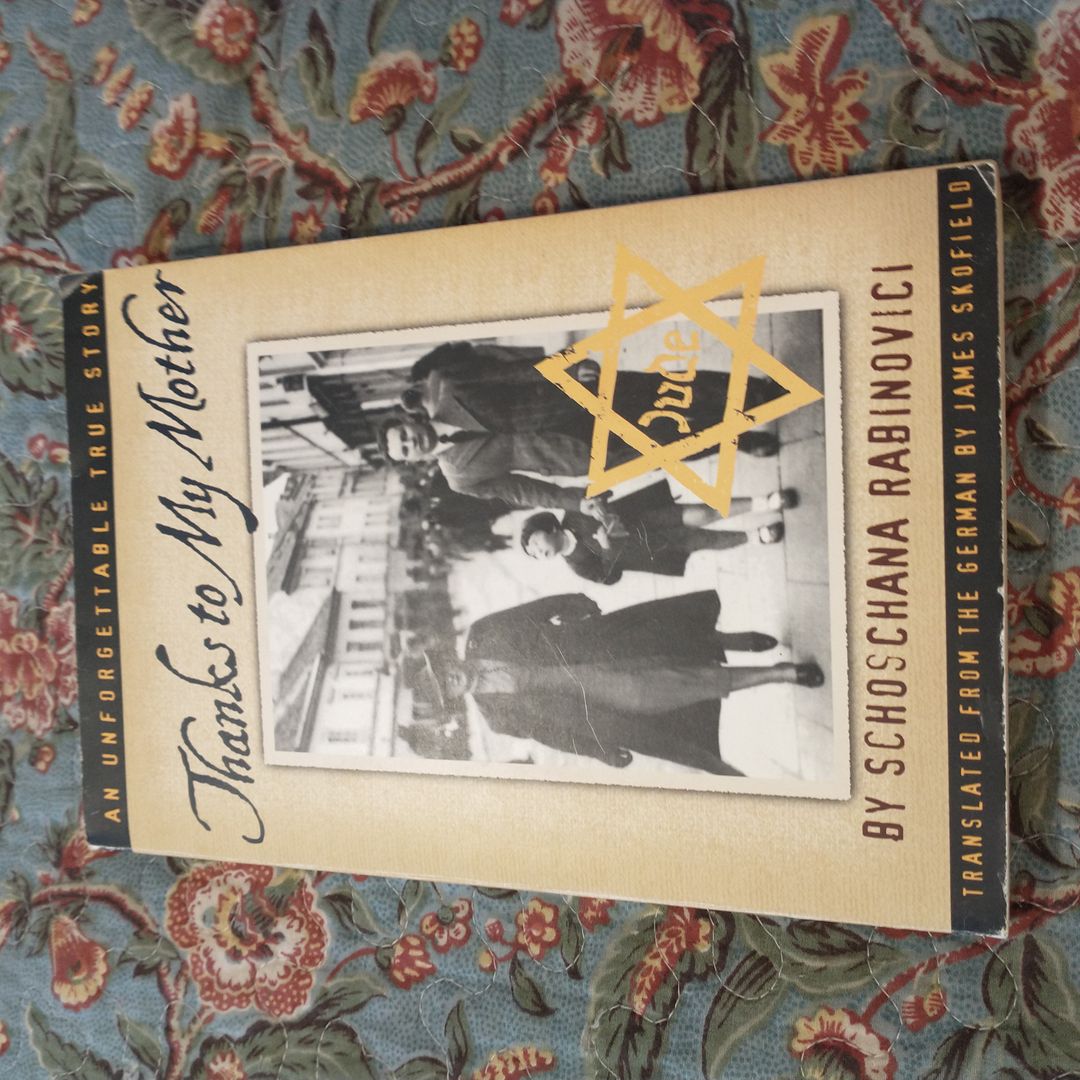 AN UNFORGETTABLE TRUE STORY
Thanks to My Mother
Jude
BY SCHOSCHANA RABINOVICI
TRANSLATED FROM THE GERMAN BY JAMES SKOFIELD